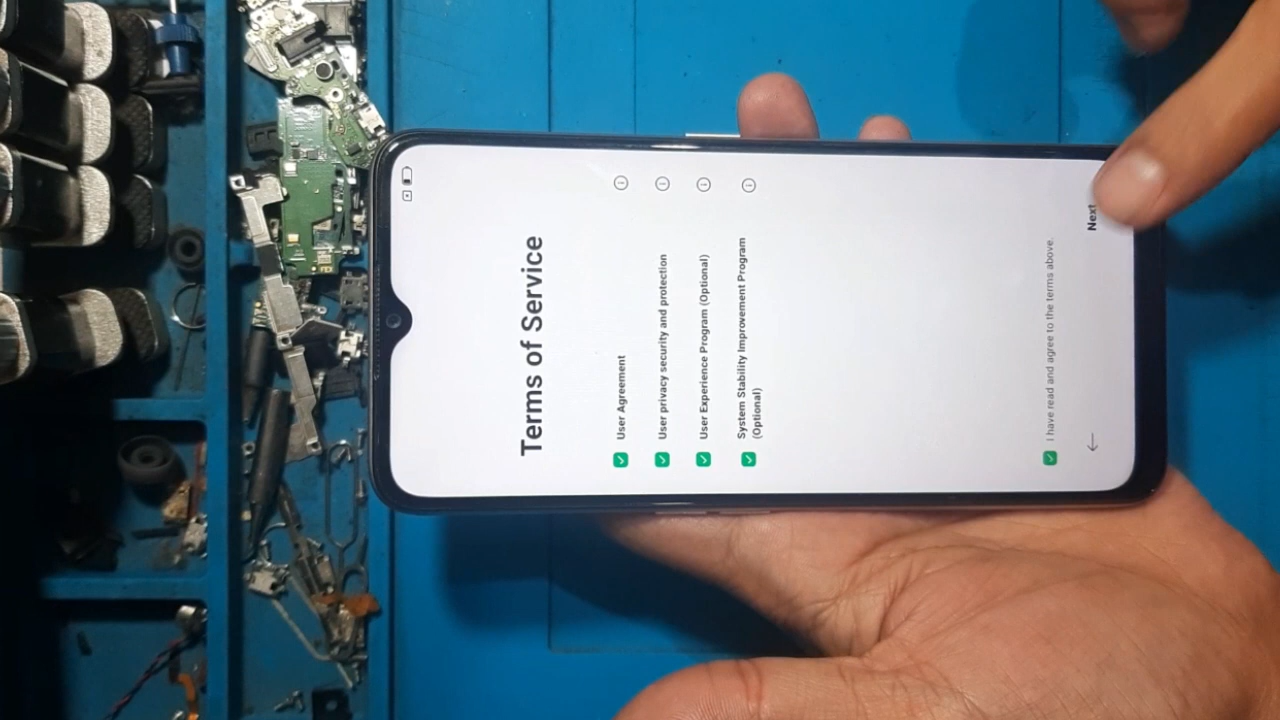 Terms of Service
User Agreement
User privacy security and protection
User Experience Program (Optional)
System Stability Improvement Program
(Optional)
I have read and agree to the terms above.
Next